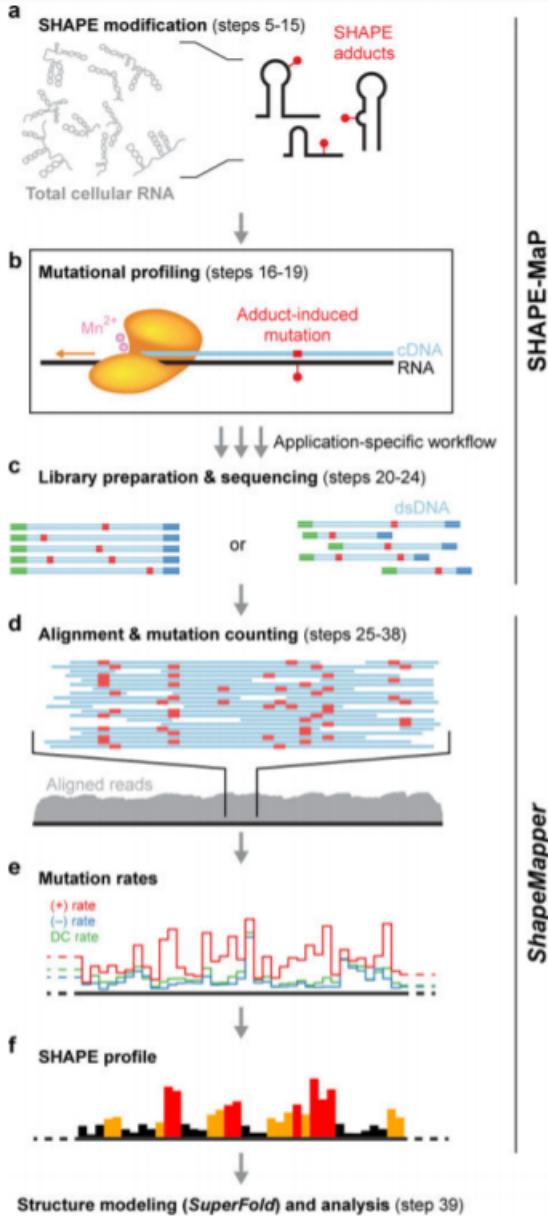 a
SHAPE modification (steps 5-15)
SHAPE
adducts
Total cellular RNA
b
Mutational profiling (steps 16-19)
Mn2+
Adduct-induced
mutation
cDNA
RNA
Application-specific workflow
c
Library preparation & sequencing (steps 20-24)
dsDNA
or
SHAPE-MaP
d
Alignment & mutation counting (steps 25-38)
Aligned reads
e
Mutation rates
(+) rate
(–) rate
DC rate
f
SHAPE profile
ShapeMapper
Structure modeling (SuperFold) and analysis (step 39)